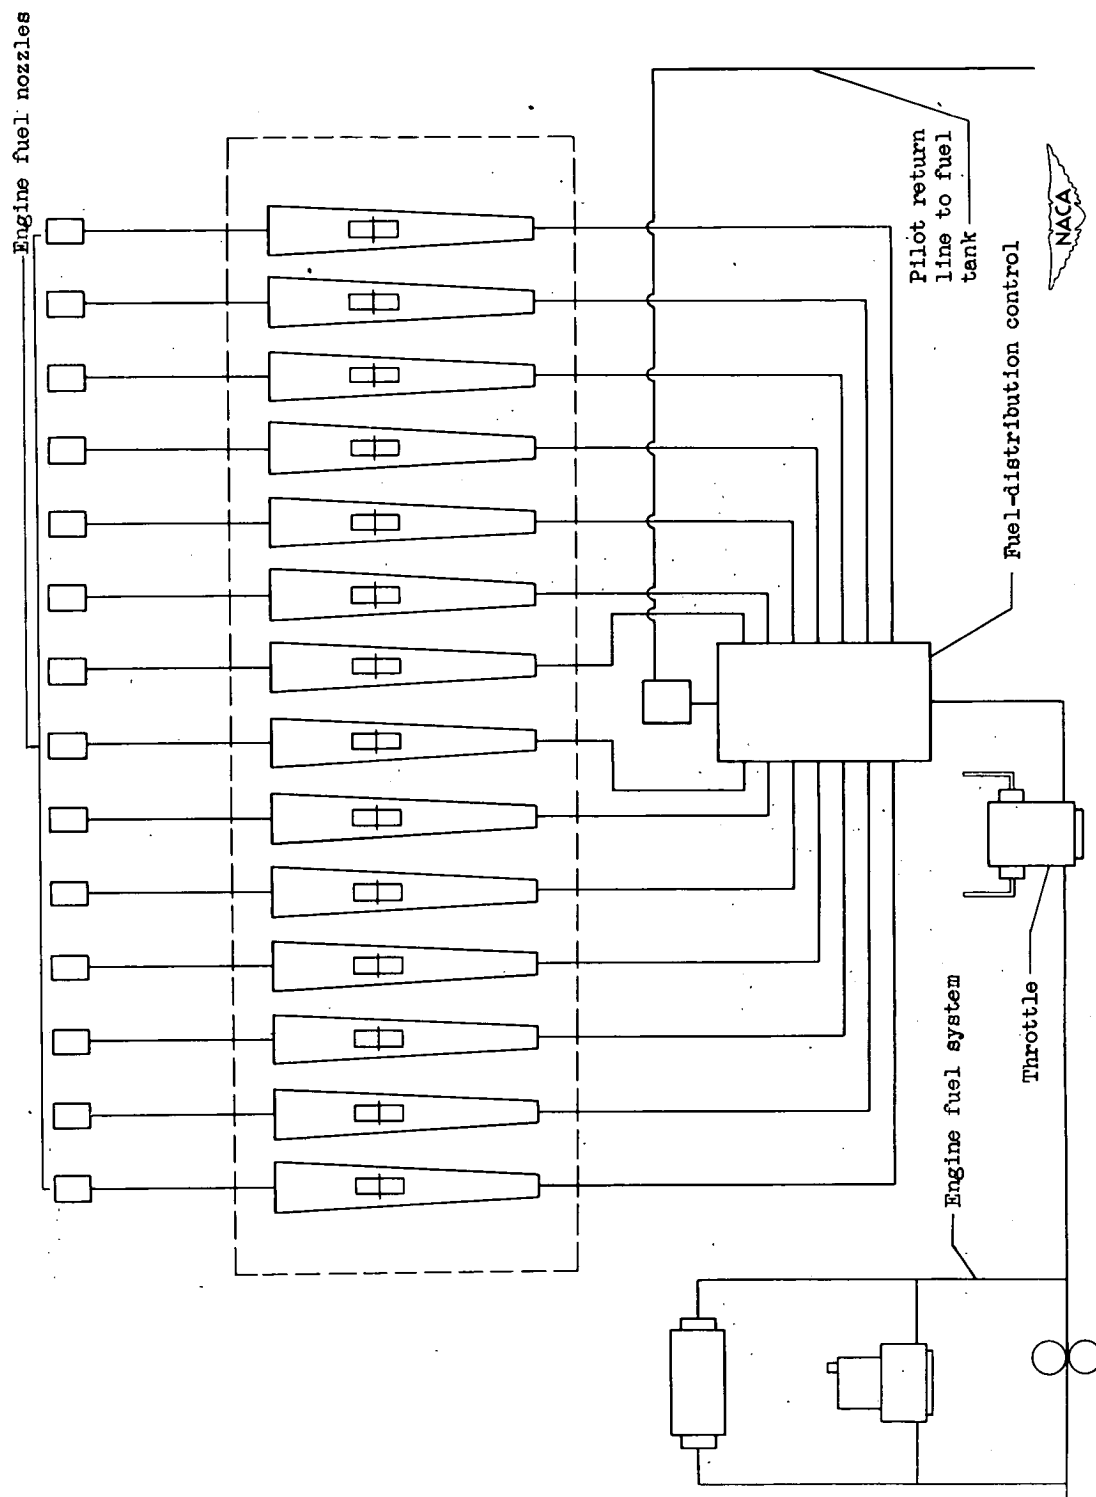 Engine fuel nozzles
Pilot return
line to fuel
tank
NACA
Fuel-distribution control
Throttle
Engine fuel system